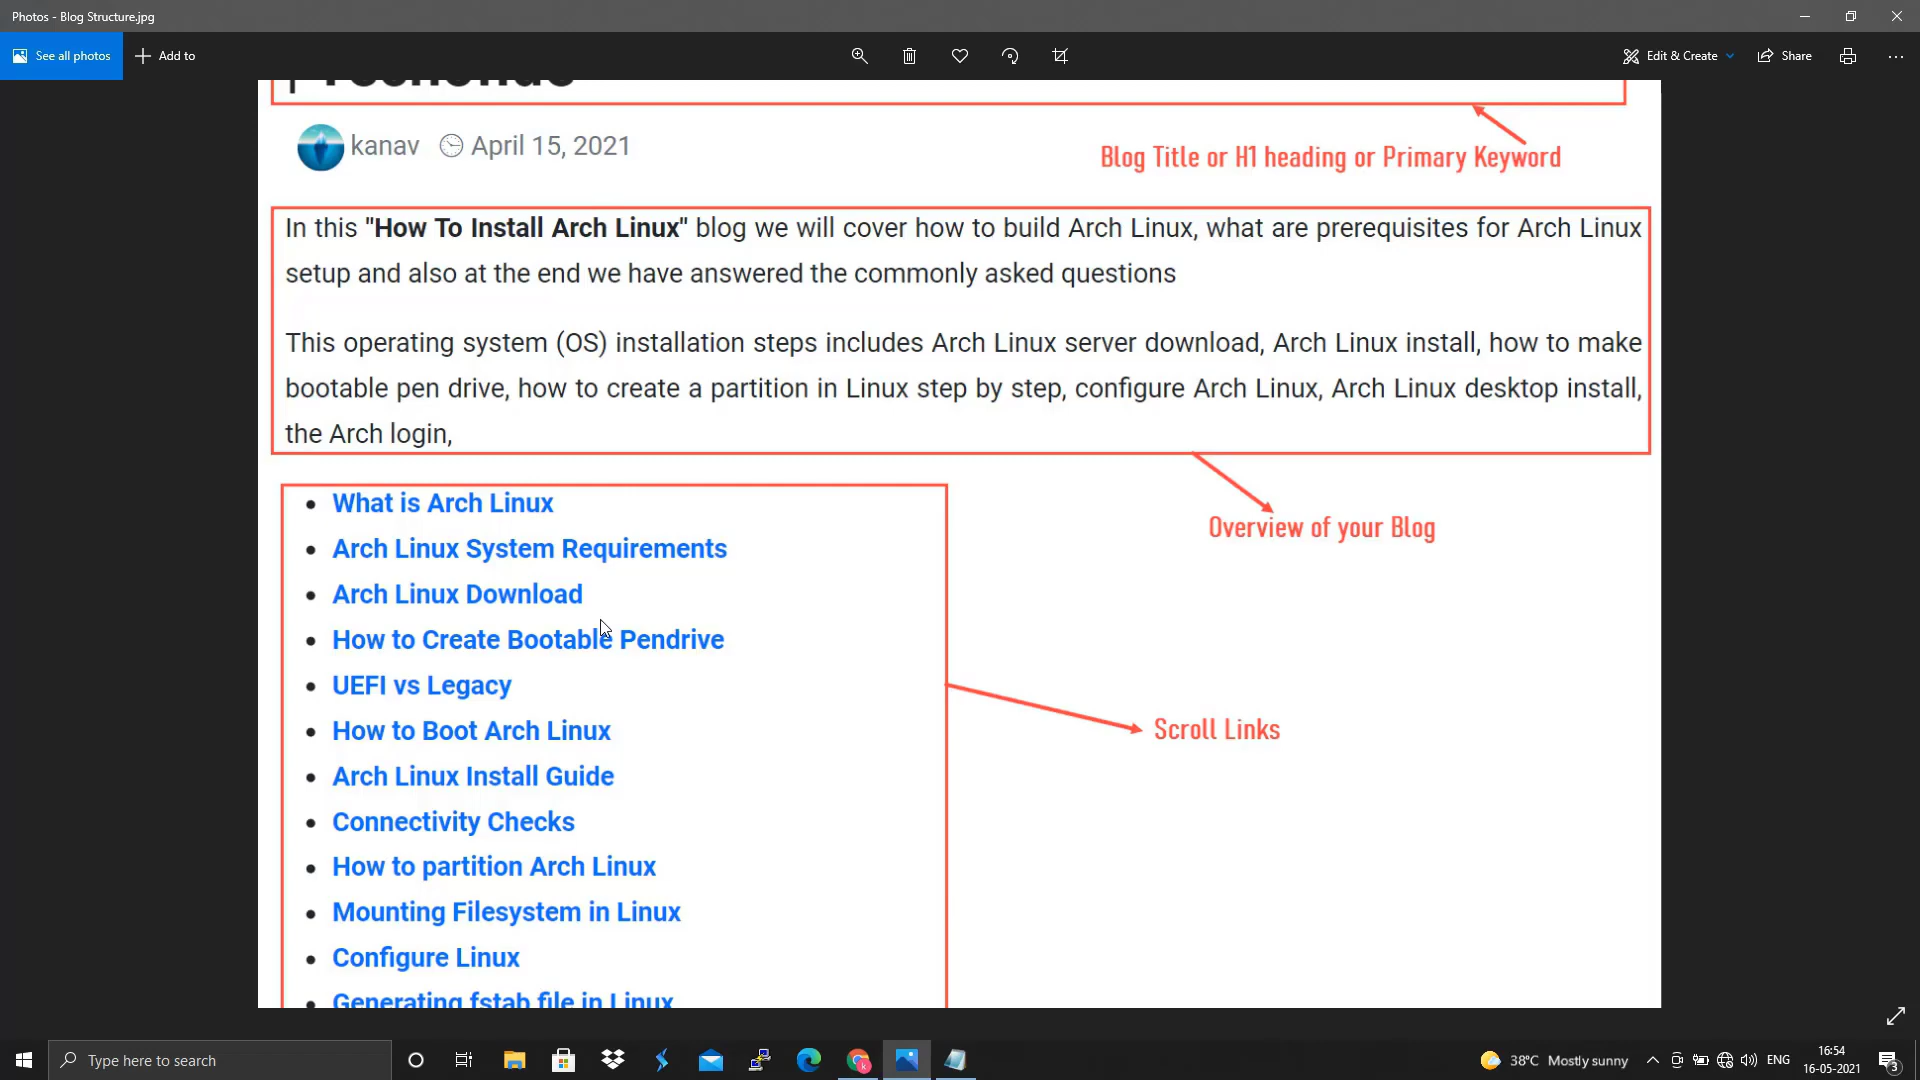 Photos - Blog Structure.jpg
See all photos
Add to
Edit & Create
Share
kanav
April 15, 2021
Blog Title or H1 heading or Primary Keyword
In this "How To Install Arch Linux" blog we will cover how to build Arch Linux, what are prerequisites for Arch Linux
setup and also at the end we have answered the commonly asked questions
This operating system (OS) installation steps includes Arch Linux server download, Arch Linux install, how to make
bootable pen drive, how to create a partition in Linux step by step, configure Arch Linux, Arch Linux desktop install,
the Arch login,
Overview of your Blog
What is Arch Linux
Arch Linux System Requirements
Arch Linux Download
How to Create Bootable Pendrive
UEFI vs Legacy
How to Boot Arch Linux
Arch Linux Install Guide
Connectivity Checks
How to partition Arch Linux
Mounting Filesystem in Linux
Configure Linux
Generating fstab file in Linux
Scroll Links
Type here to search
38°C Mostly sunny
ENG
16:54
16-05-2021
3